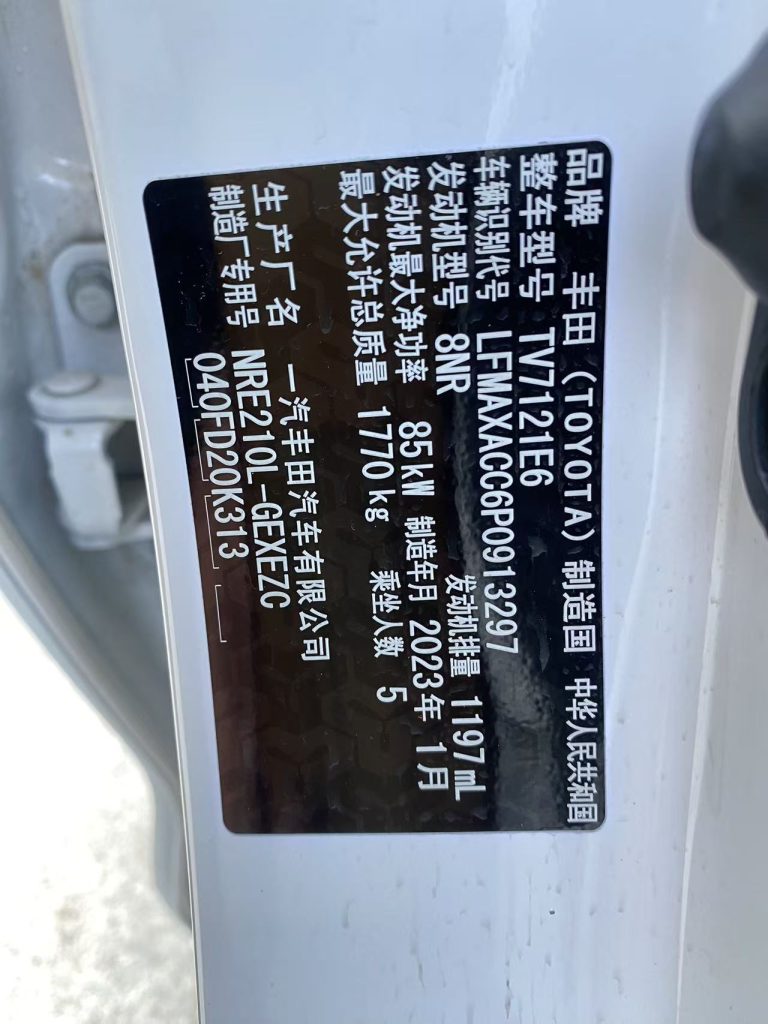 品牌 丰田（TOYOTA）制造国 中华人民共和国
整车型号 TV7121E6
车辆识别代号 LFMAXACC6P0913297
发动机型号 8NR 发动机排量 1197mL
发动机最大净功率 85kW 制造年月 2023年1月
最大允许总质量 1770kg 乘坐人数 5
生产厂名 一汽丰田汽车有限公司
制造厂专用号 NRE210L-GEXEZC
040FD20K313